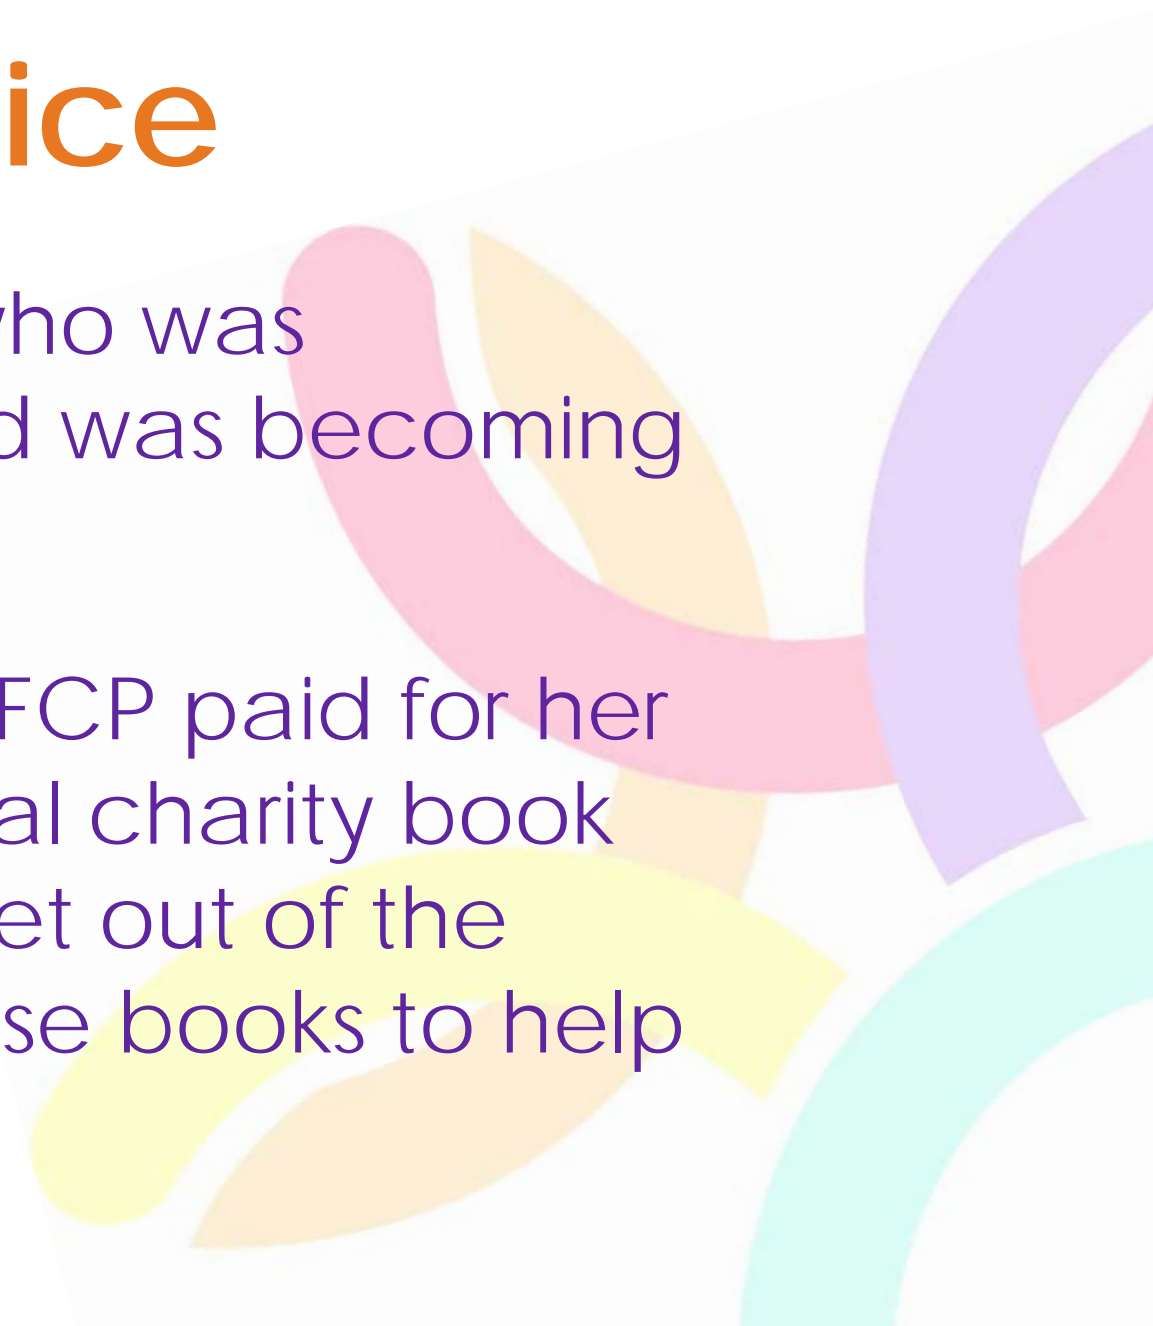 ice
who was
d was becoming
FCP paid for her
al charity book
et out of the
se books to help